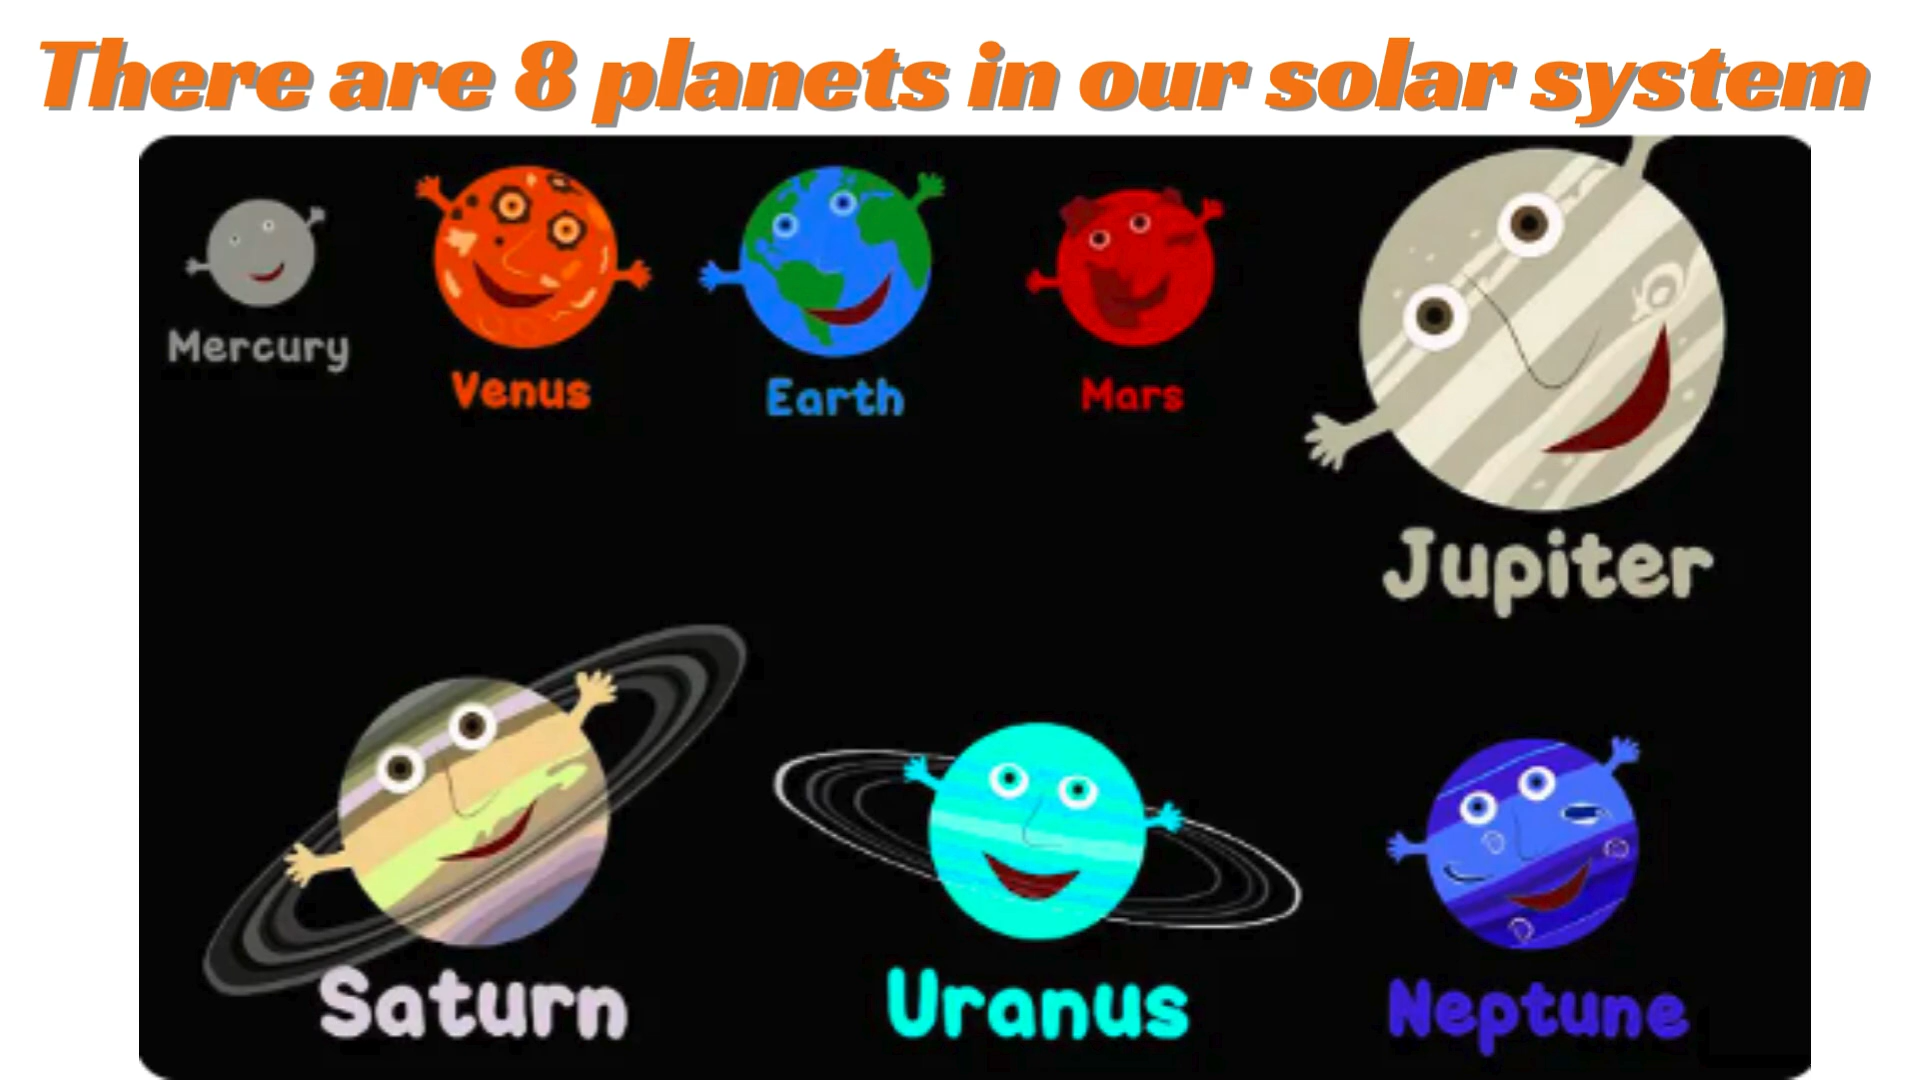 There are 8 planets in our solar system
Mercury
Venus
Earth
Mars
Jupiter
Saturn
Uranus
Neptune